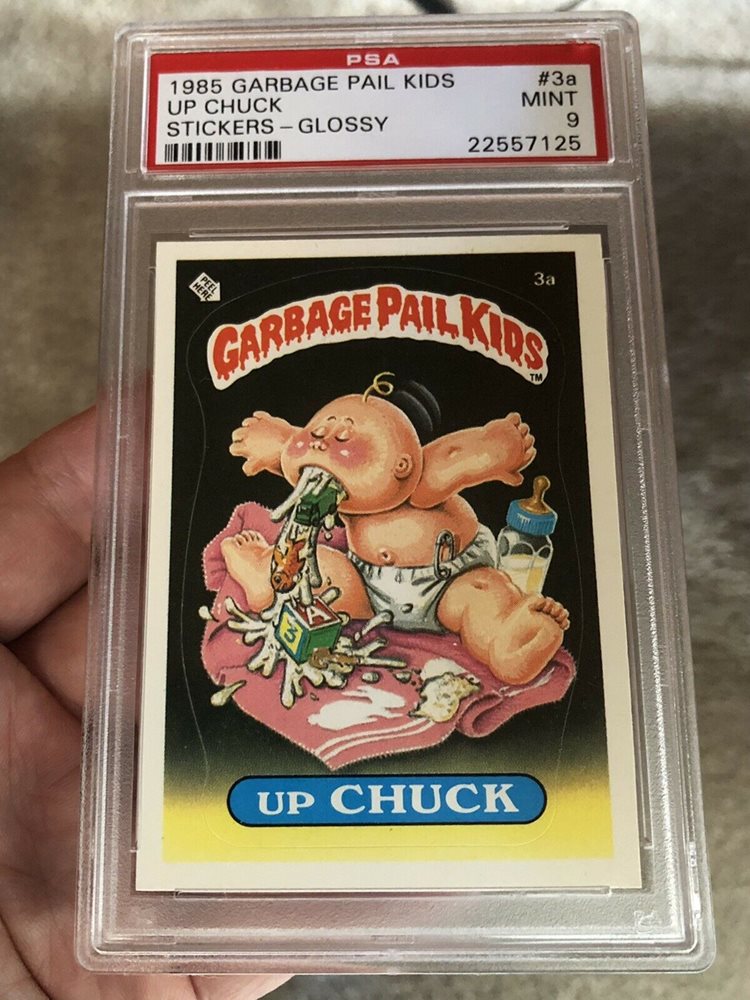 PSA
1985 GARBAGE PAIL KIDS #3a
UP CHUCK MINT
STICKERS – GLOSSY 9
22557125
PEEL HERE
3a
GARBAGE PAIL KIDS
TM
3
UP CHUCK